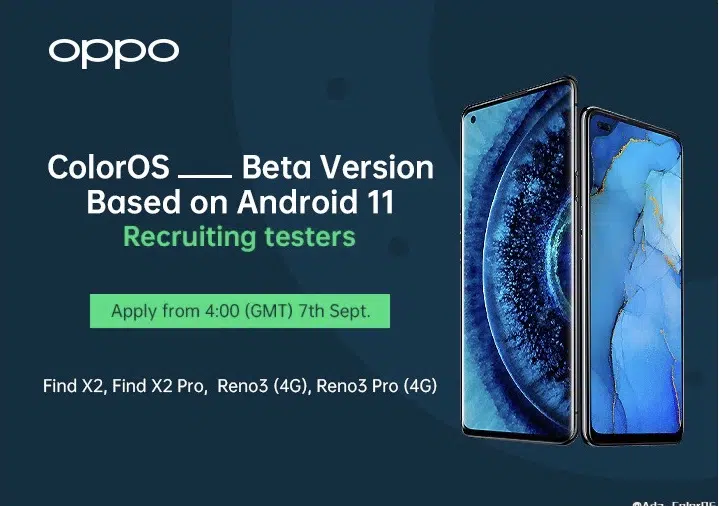 oppo
ColorOS ___ Beta Version
Based on Android 11
Recruiting testers
Apply from 4:00 (GMT) 7th Sept.
Find X2, Find X2 Pro, Reno3 (4G), Reno3 Pro (4G)